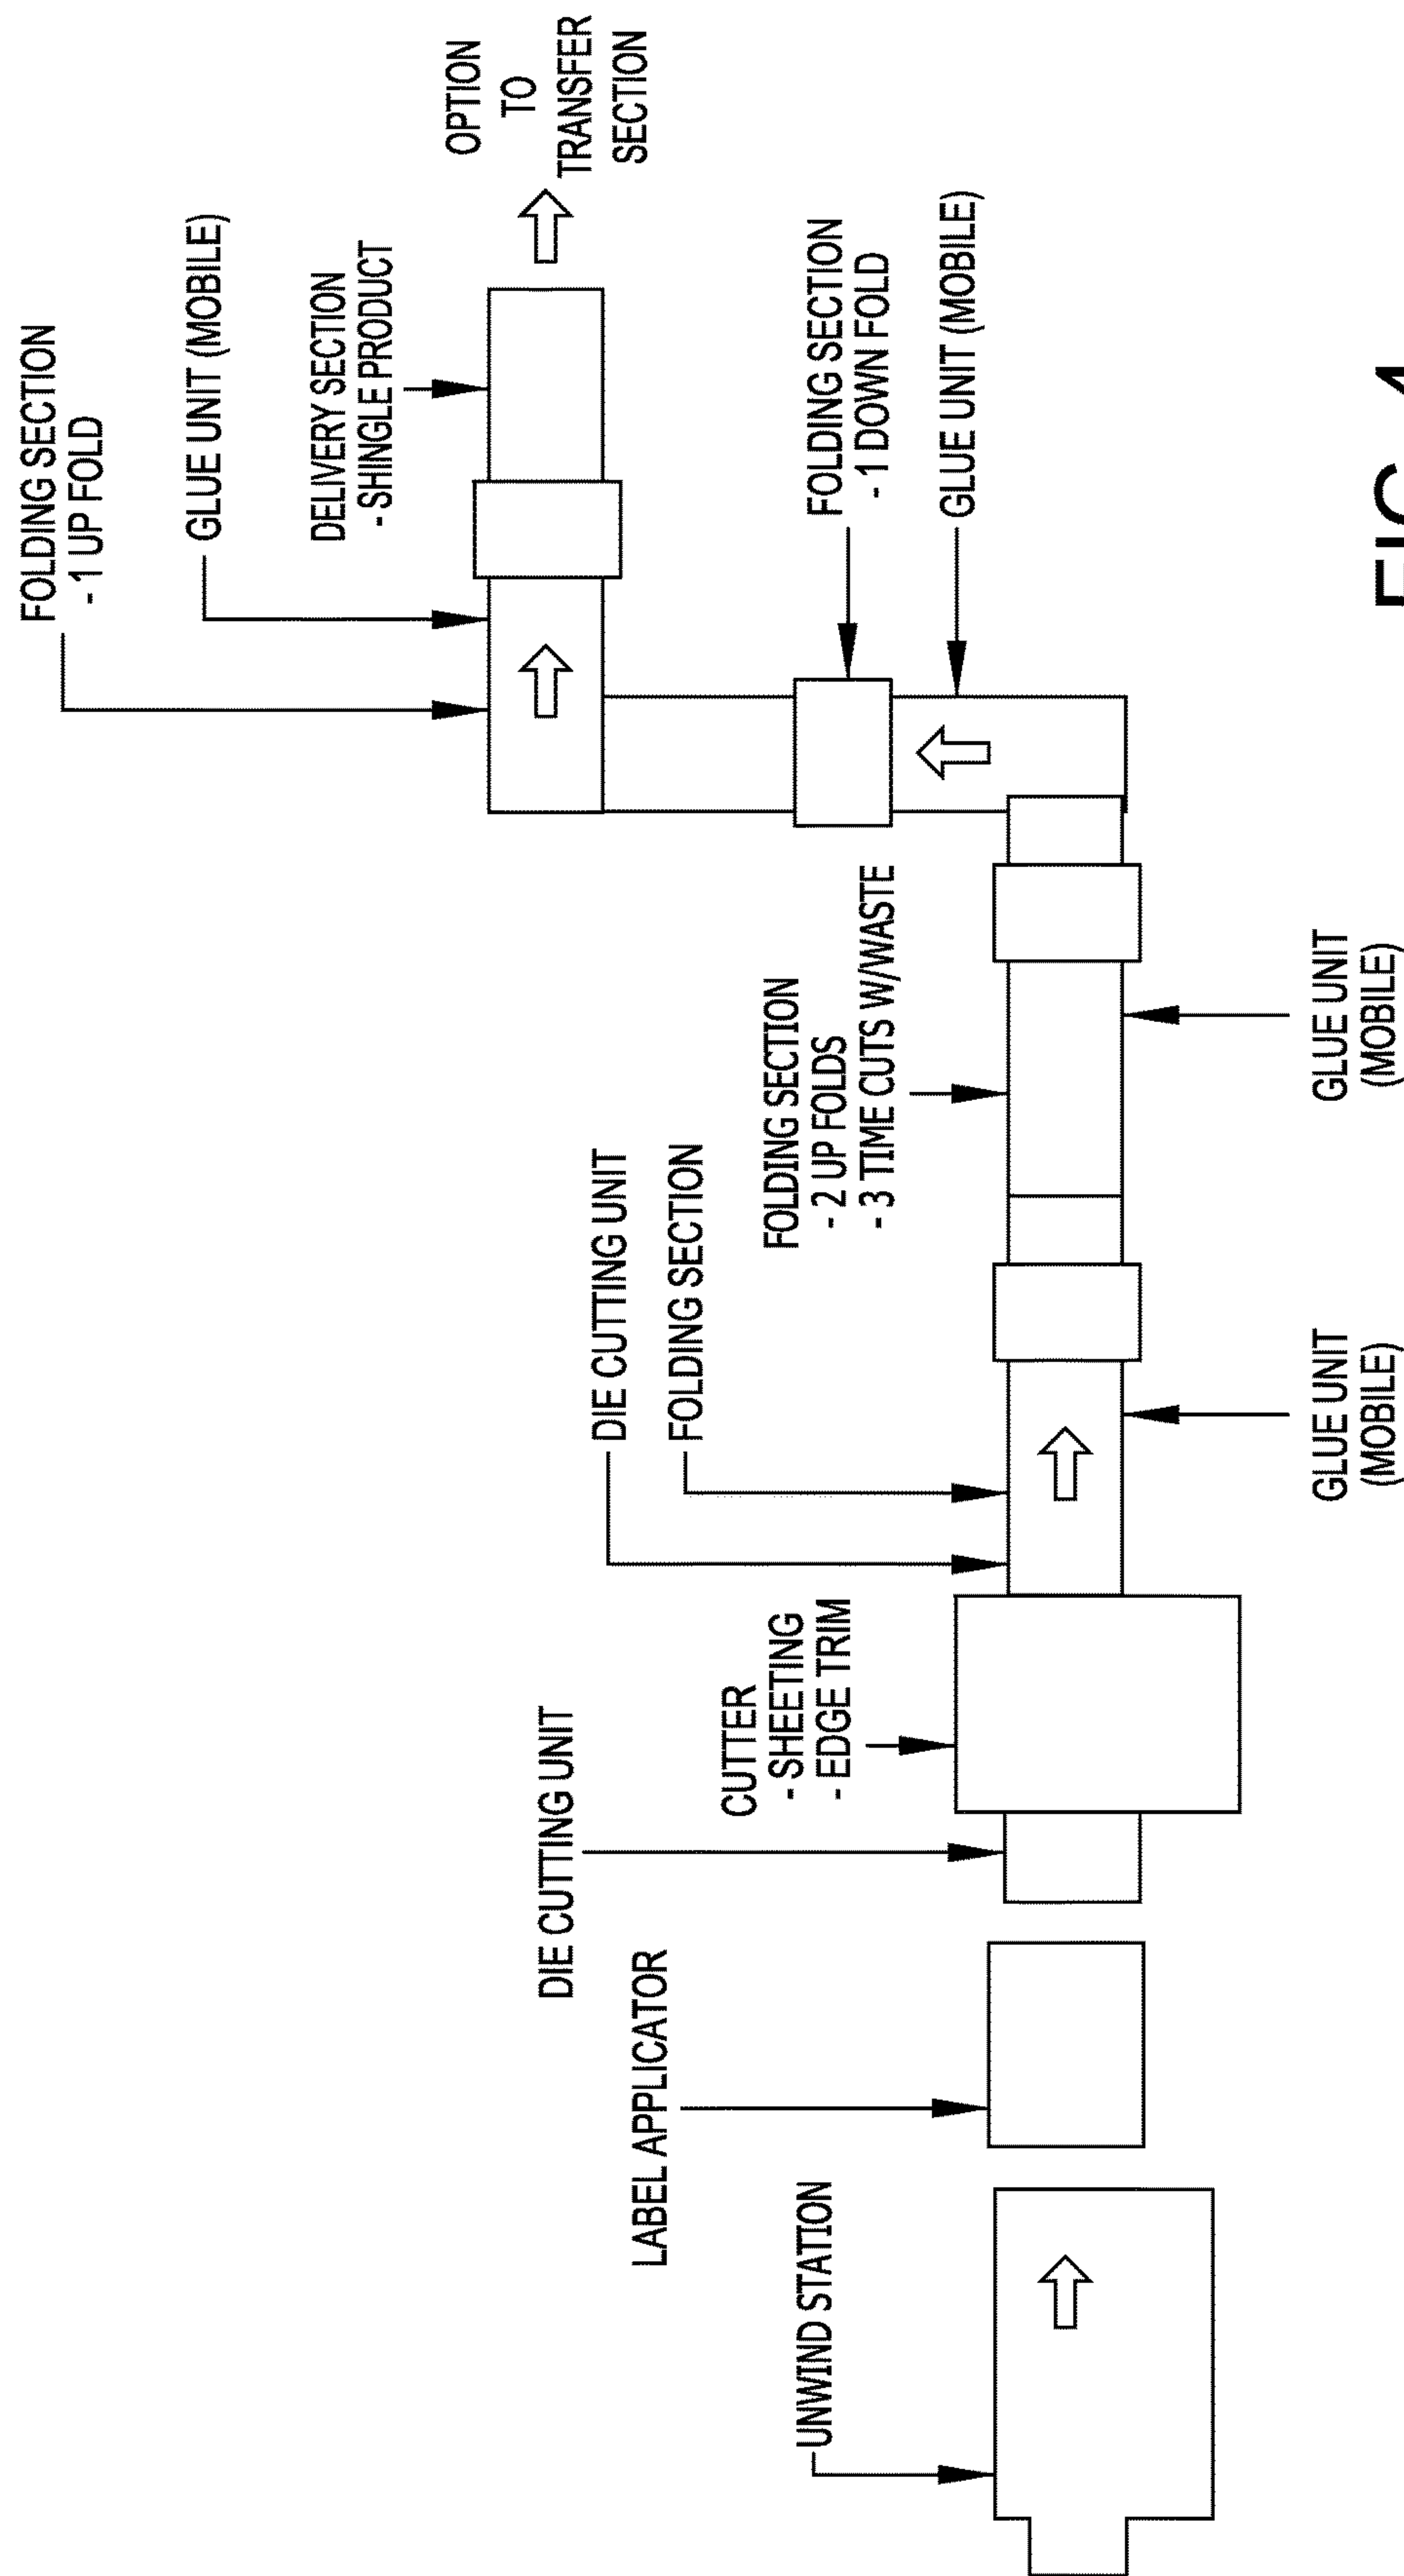 FOLDING SECTION
- 1 UP FOLD
GLUE UNIT (MOBILE)
DELIVERY SECTION
- SHINGLE PRODUCT
OPTION
TO
TRANSFER
SECTION
DIE CUTTING UNIT
DIE CUTTING UNIT
LABEL APPLICATOR
FOLDING SECTION
CUTTER
- SHEETING
- EDGE TRIM
FOLDING SECTION
- 2 UP FOLDS
- 3 TIME CUTS W/WASTE
UNWIND STATION
FOLDING SECTION
- 1 DOWN FOLD
GLUE UNIT (MOBILE)
GLUE UNIT
(MOBILE)
GLUE UNIT
(MOBILE)
FIG